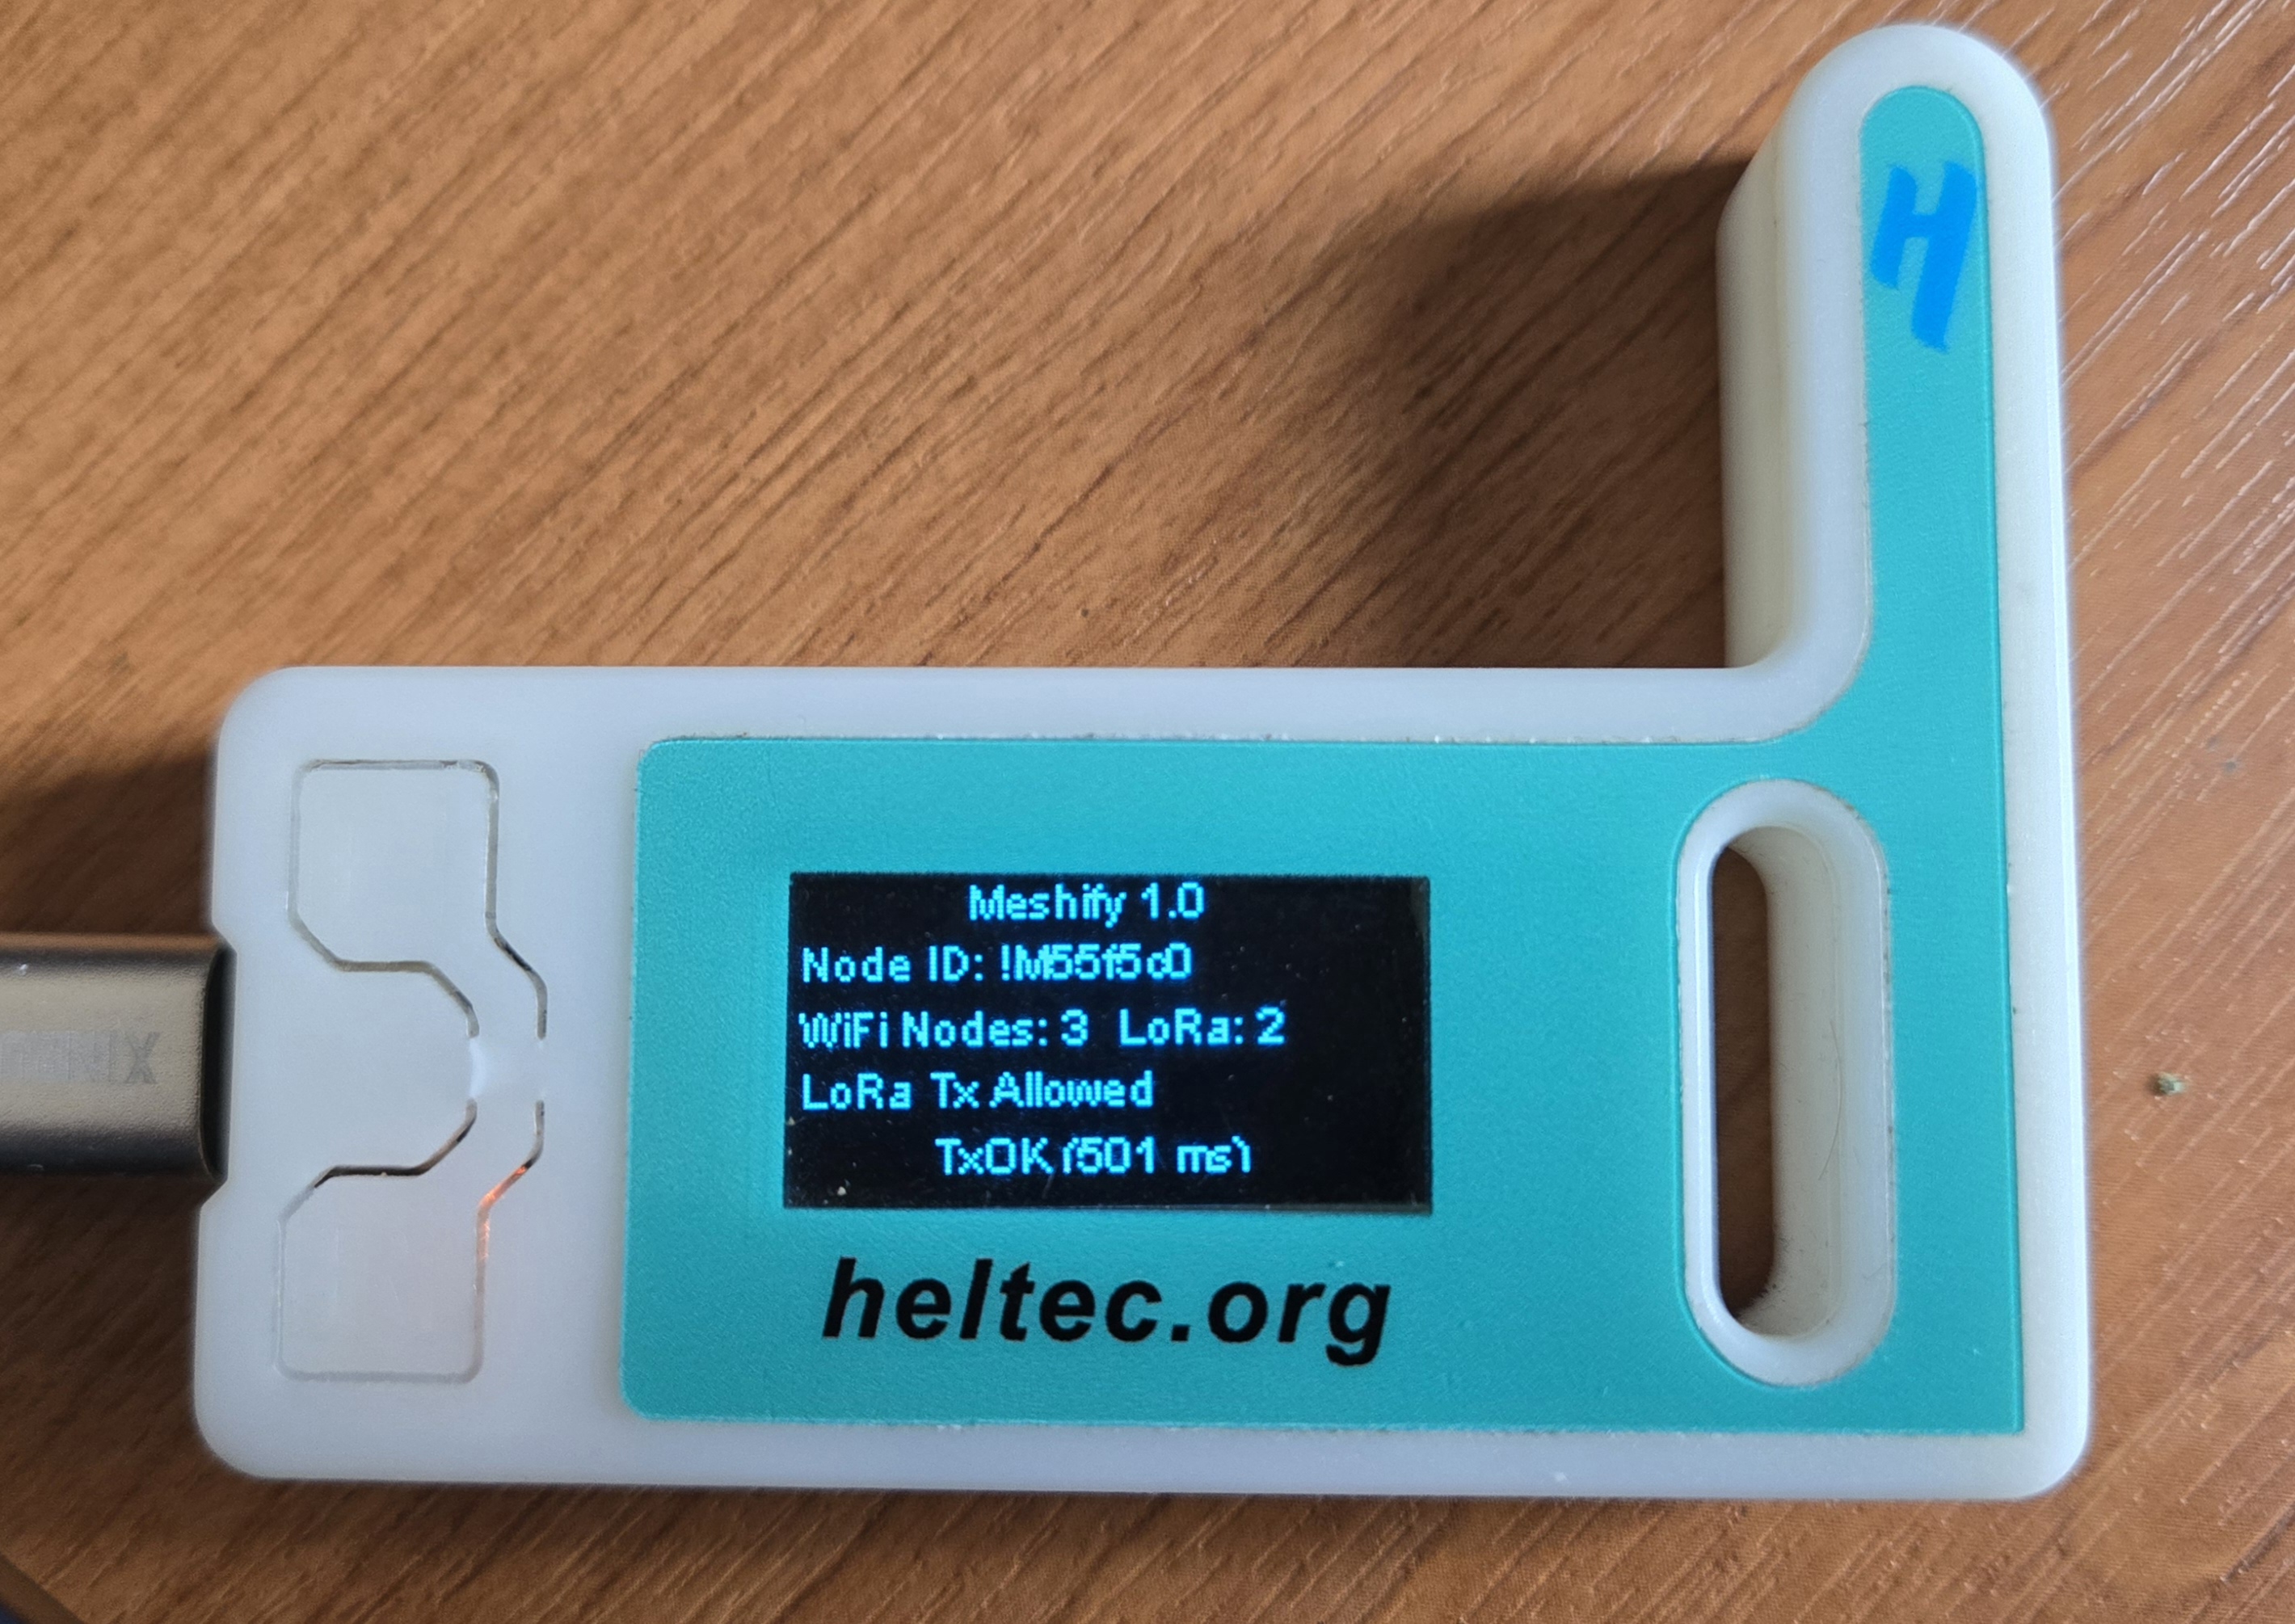 H
Meshify 1.0
Node ID: !M55f5c0
WiFi Nodes: 3 LoRa: 2
LoRa Tx Allowed
TxOK (501 ms)
heltec.org